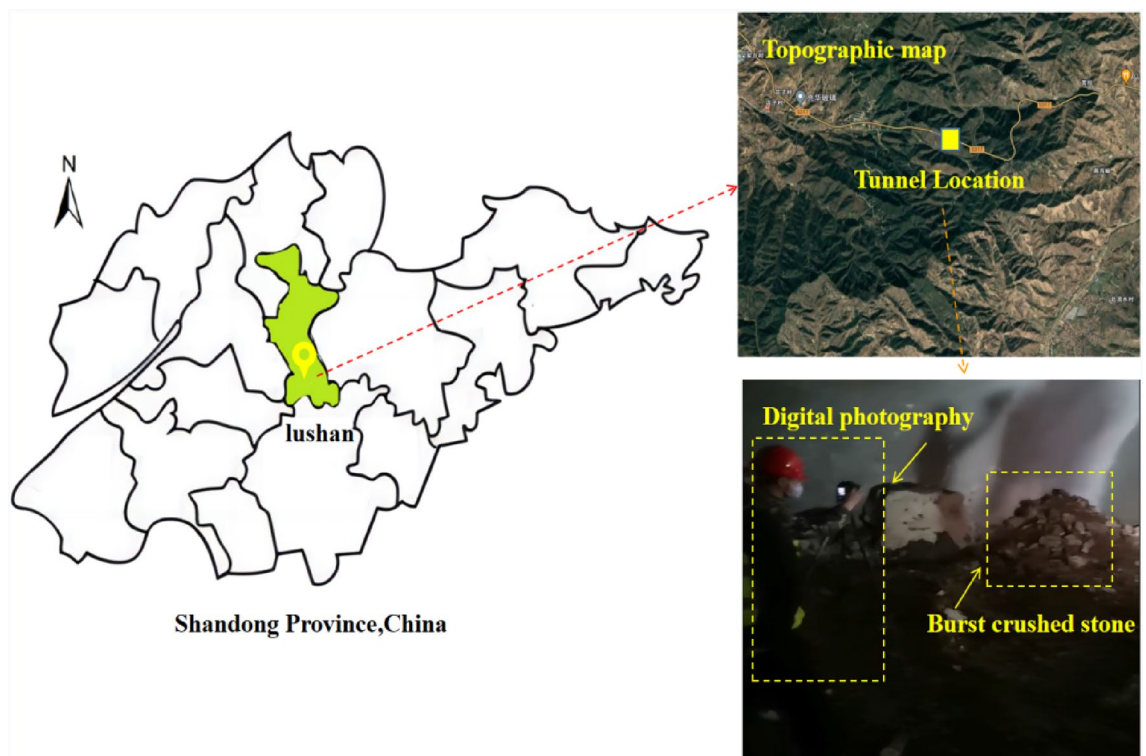 N
lushan
Shandong Province,China
Topographic map
Tunnel Location
Digital photography
Burst crushed stone